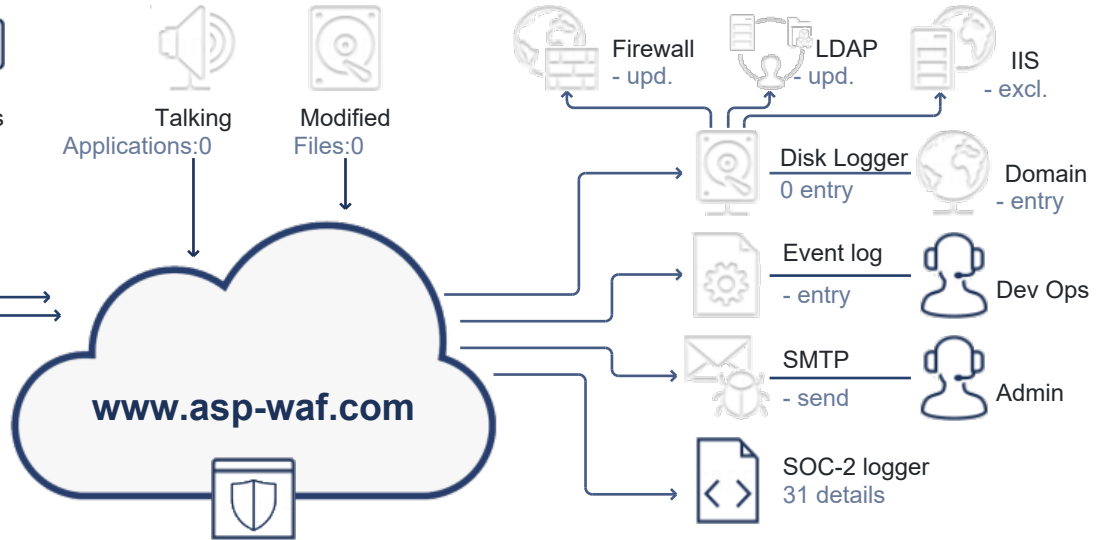 s
Talking
Applications:0
Modified
Files:0
Firewall
- upd.
LDAP
- upd.
IIS
- excl.
Disk Logger
0 entry
Domain
- entry
Event log
- entry
Dev Ops
SMTP
- send
Admin
www.asp-waf.com
SOC-2 logger
31 details